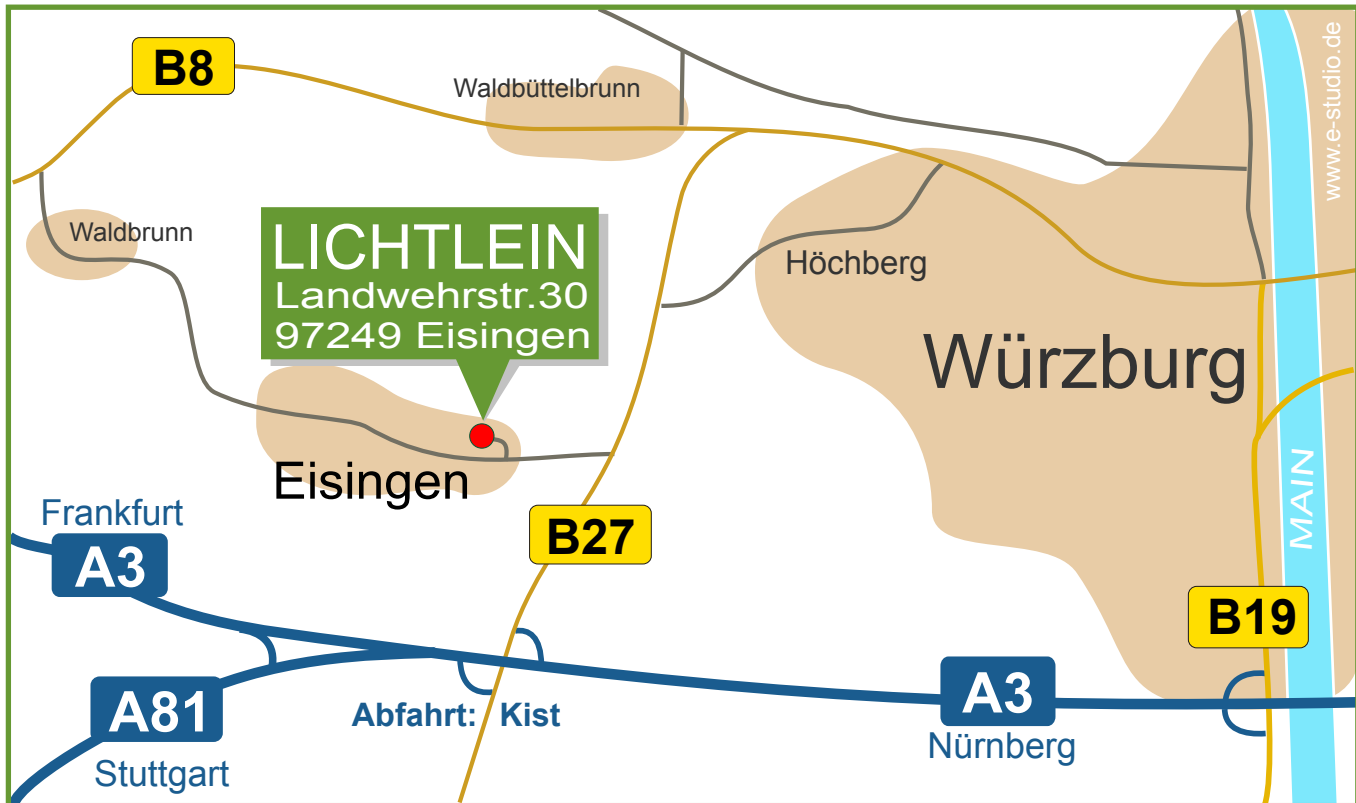 B8
Waldbüttelbrunn
www.e-studio.de
Waldbrunn
LICHTLEIN
Landwehrstr.30
97249 Eisingen
Höchberg
Würzburg
Eisingen
MAIN
Frankfurt
A3
B27
B19
A81
Stuttgart
Abfahrt: Kist
A3
Nürnberg